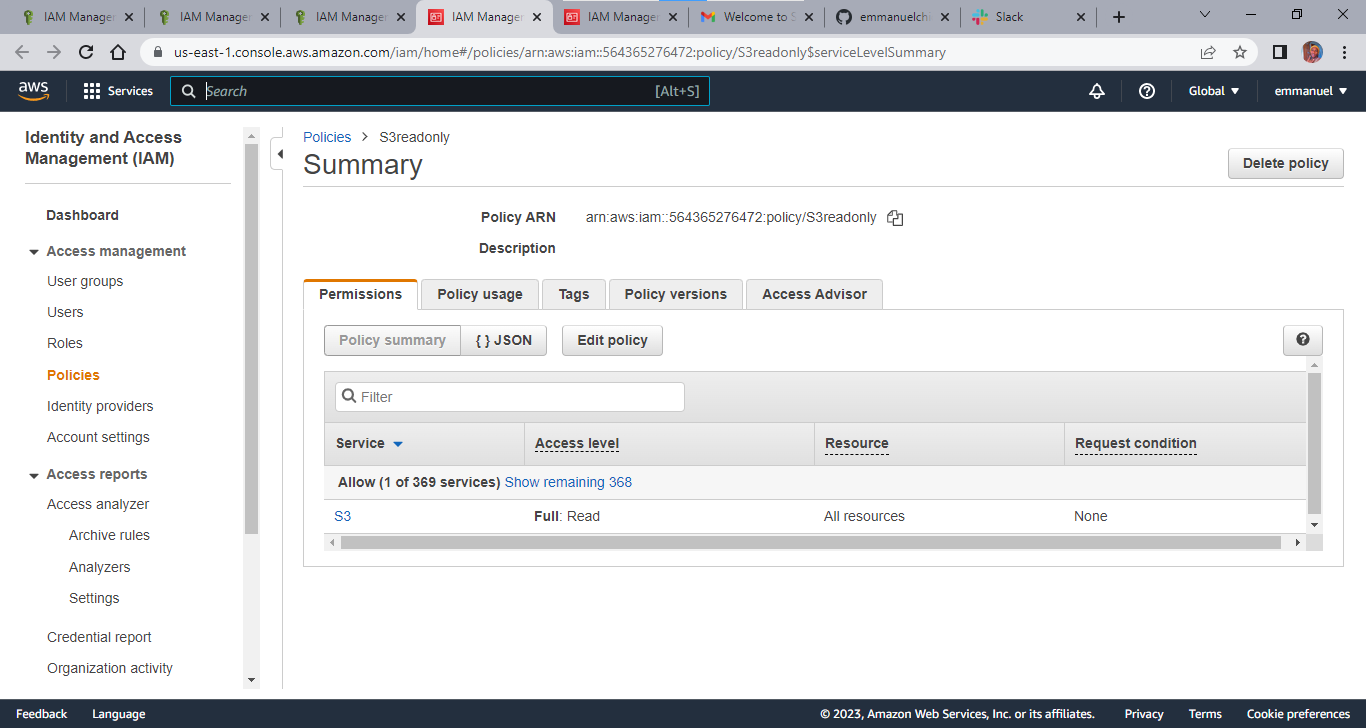 IAM Manager
IAM Manager
IAM Manager
IAM Manager
IAM Manager
Welcome to S
emmanuelchi
Slack
us-east-1.console.aws.amazon.com/iam/home#/policies/arn:aws:iam::564365276472:policy/S3readonly$serviceLevelSummary
aws
Services
Search
[Alt+S]
Global
emmanuel
Identity and Access
Management (IAM)
Dashboard
Access management
User groups
Users
Roles
Policies
Identity providers
Account settings
Access reports
Access analyzer
Archive rules
Analyzers
Settings
Credential report
Organization activity
Policies > S3readonly
Summary
Delete policy
Policy ARN arn:aws:iam::564365276472:policy/S3readonly
Description
Permissions Policy usage Tags Policy versions Access Advisor
Policy summary { } JSON Edit policy
Filter
Service Access level Resource Request condition
Allow (1 of 369 services) Show remaining 368
S3 Full: Read All resources None
Feedback Language © 2023, Amazon Web Services, Inc. or its affiliates. Privacy Terms Cookie preferences